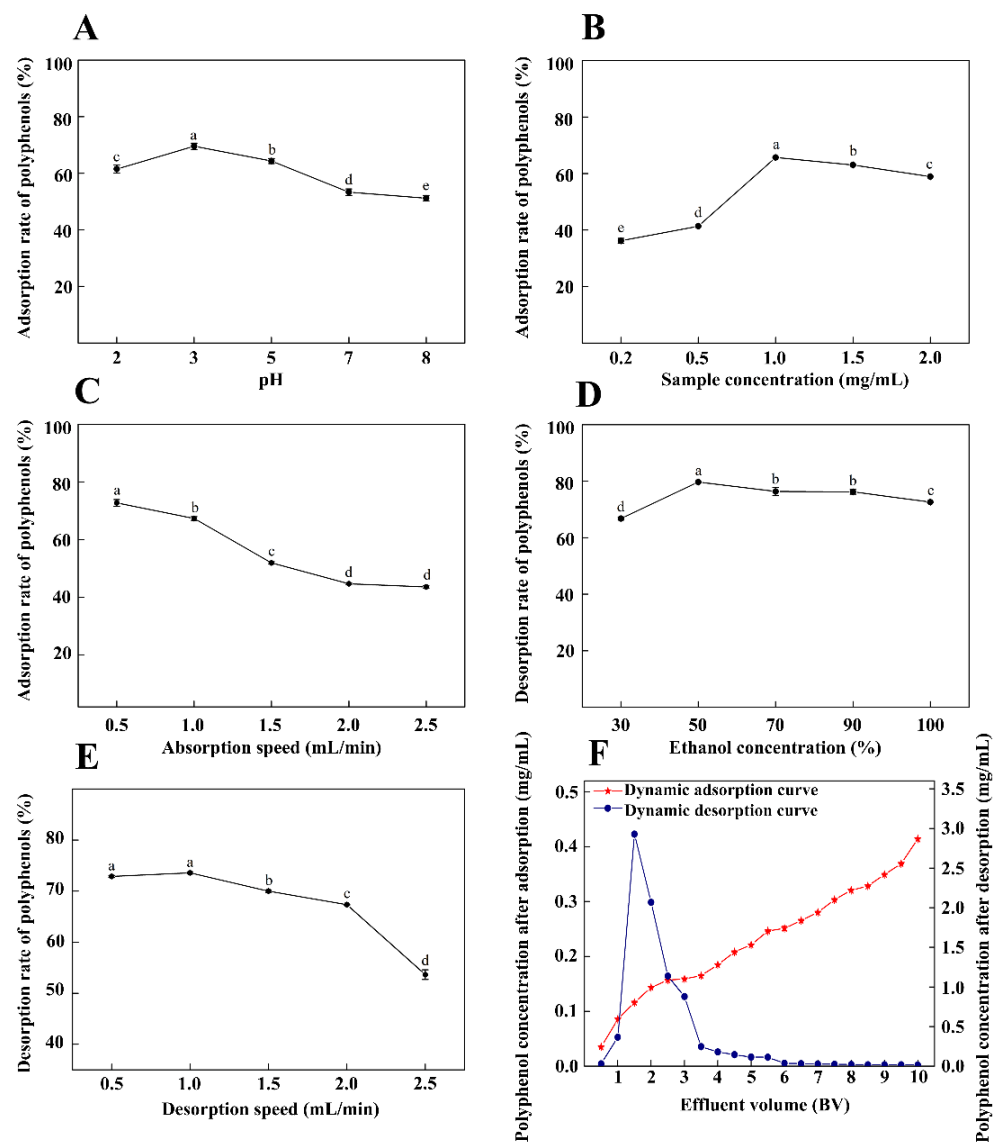 A
Adsorption rate of polyphenols (%)
100
80
60
40
20
c
a
b
d
e
2 3 5 7 8
pH
B
Adsorption rate of polyphenols (%)
100
80
60
40
20
e
d
a
b
c
0.2 0.5 1.0 1.5 2.0
Sample concentration (mg/mL)
C
Adsorption rate of polyphenols (%)
100
80
60
40
20
a
b
c
d
d
0.5 1.0 1.5 2.0 2.5
Absorption speed (mL/min)
D
Desorption rate of polyphenols (%)
100
80
60
40
20
d
a
b
b
c
30 50 70 90 100
Ethanol concentration (%)
E
Desorption rate of polyphenols (%)
80
70
60
50
40
a
a
b
c
d
0.5 1.0 1.5 2.0 2.5
Desorption speed (mL/min)
F
Polyphenol concentration after adsorption (mg/mL)
0.5
0.4
0.3
0.2
0.1
0.0
Dynamic adsorption curve
Dynamic desorption curve
3.5
3.0
2.5
2.0
1.5
1.0
0.5
0.0
Polyphenol concentration after desorption (mg/mL)
1 2 3 4 5 6 7 8 9 10
Effluent volume (BV)